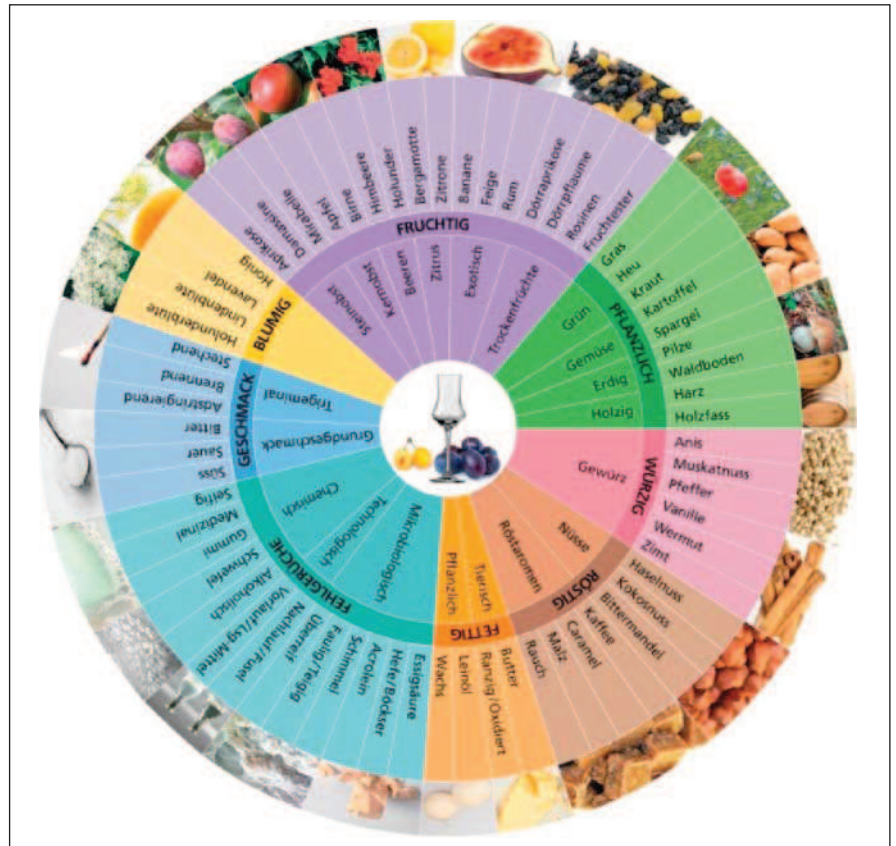 FRUCHTIG
Steinobst
Kernobst
Beeren
Zitrus
Exotisch
Trockenfrüchte
Aprikose
Damassine
Mirabelle
Apfel
Birne
Himbeere
Holunder
Bergamotte
Zitrone
Banane
Feige
Rum
Dörraprikose
Dörrpflaume
Rosinen
Fruchtester
PFLANZLICH
Grün
Gemüse
Erdig
Holzig
Gras
Heu
Kraut
Kartoffel
Spargel
Pilze
Waldboden
Harz
Holzfass
WÜRZIG
Gewürz
Anis
Muskatnuss
Pfeffer
Vanille
Wermut
Zimt
RÖSTIG
Nüsse
Röstaromen
Haselnuss
Kokosnuss
Bittermandel
Kaffee
Caramel
Malz
Rauch
FETTIG
Tierisch
Pflanzlich
Butter
Ranzig/Oxidiert
Leinöl
Wachs
FEHLGERÜCHE
Mikrobiologisch
Technologisch
Chemisch
Essigsäure
Hefe/Böckser
Acrolein
Schimmel
Faulig/Teigig
Überreif
Nachlauf/Fusel
Vorlauf/Lsg-Mittel
Alkoholisch
Schwefel
Gummi
Medizinal
Seifig
GESCHMACK
Grundgeschmack
Trigeminal
Süss
Sauer
Bitter
Adstringierend
Brennend
Stechend
BLUMIG
Holunderblüte
Lindenblüte
Lavendel
Honig